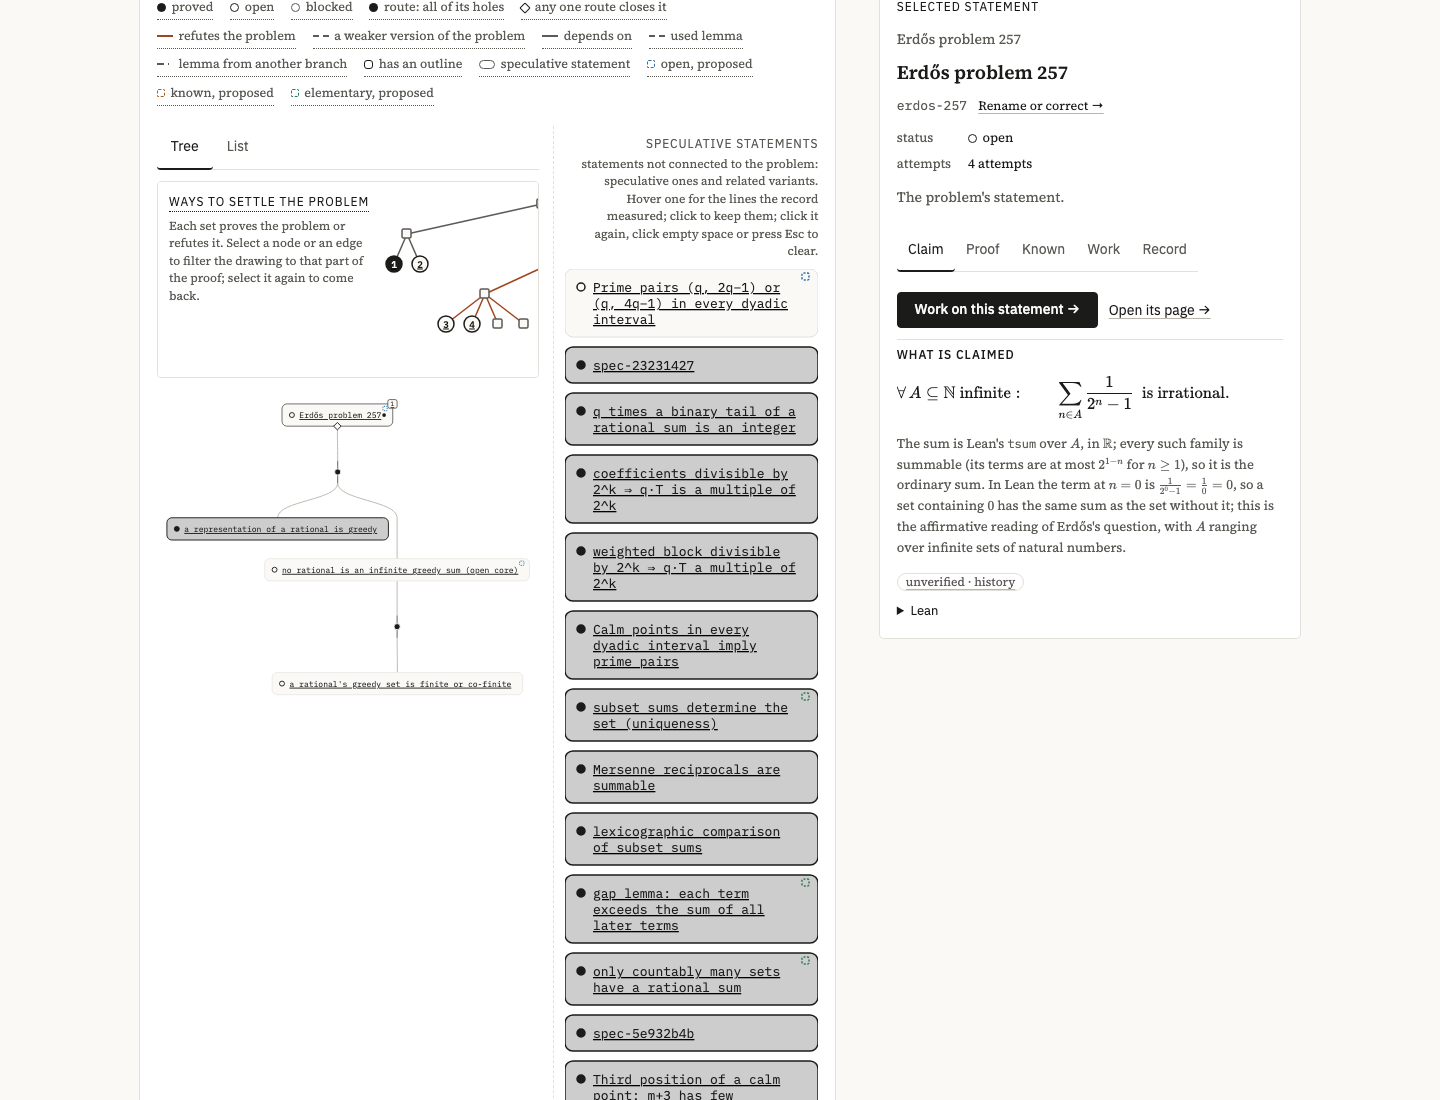 proved open blocked route: all of its holes any one route closes it
refutes the problem a weaker version of the problem depends on used lemma
lemma from another branch has an outline speculative statement open, proposed
known, proposed elementary, proposed
Tree List
WAYS TO SETTLE THE PROBLEM
Each set proves the problem or
refutes it. Select a node or an edge
to filter the drawing to that part of
the proof; select it again to come
back.
1 2
3 4
Erdős problem 257
1
a representation of a rational is greedy
no rational is an infinite greedy sum (open core)
a rational's greedy set is finite or co-finite
SPECULATIVE STATEMENTS
statements not connected to the problem:
speculative ones and related variants.
Hover one for the lines the record
measured; click to keep them; click it
again, click empty space or press Esc to
clear.
Prime pairs (q, 2q−1) or
(q, 4q−1) in every dyadic
interval
spec-23231427
q times a binary tail of a
rational sum is an integer
coefficients divisible by
2^k ⇒ q·T is a multiple of
2^k
weighted block divisible
by 2^k ⇒ q·T a multiple of
2^k
Calm points in every
dyadic interval imply
prime pairs
subset sums determine the
set (uniqueness)
Mersenne reciprocals are
summable
lexicographic comparison
of subset sums
gap lemma: each term
exceeds the sum of all
later terms
only countably many sets
have a rational sum
spec-5e932b4b
Third position of a calm
point: m+3 has few
SELECTED STATEMENT
Erdős problem 257
Erdős problem 257
erdos-257 Rename or correct →
status open
attempts 4 attempts
The problem's statement.
Claim Proof Known Work Record
Work on this statement → Open its page →
WHAT IS CLAIMED
∀ A ⊆ ℕ infinite : ∑_{n∈A} 1/(2ⁿ − 1) is irrational.
The sum is Lean's tsum over A, in ℝ; every such family is
summable (its terms are at most 2^{1−n} for n ≥ 1), so it is the
ordinary sum. In Lean the term at n = 0 is 1/(2⁰−1) = 1/0 = 0, so a
set containing 0 has the same sum as the set without it; this is
the affirmative reading of Erdős's question, with A ranging
over infinite sets of natural numbers.
unverified · history
Lean